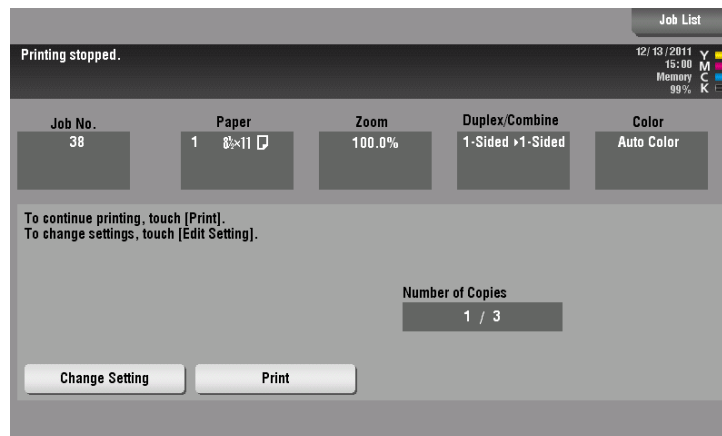 Job List
Printing stopped.
12/13/2011
15:00
Memory
99%
Y
M
C
K
Job No.
38
Paper
1 8½×11
Zoom
100.0%
Duplex/Combine
1-Sided ▸1-Sided
Color
Auto Color
To continue printing, touch [Print].
To change settings, touch [Edit Setting].
Number of Copies
1 / 3
Change Setting
Print